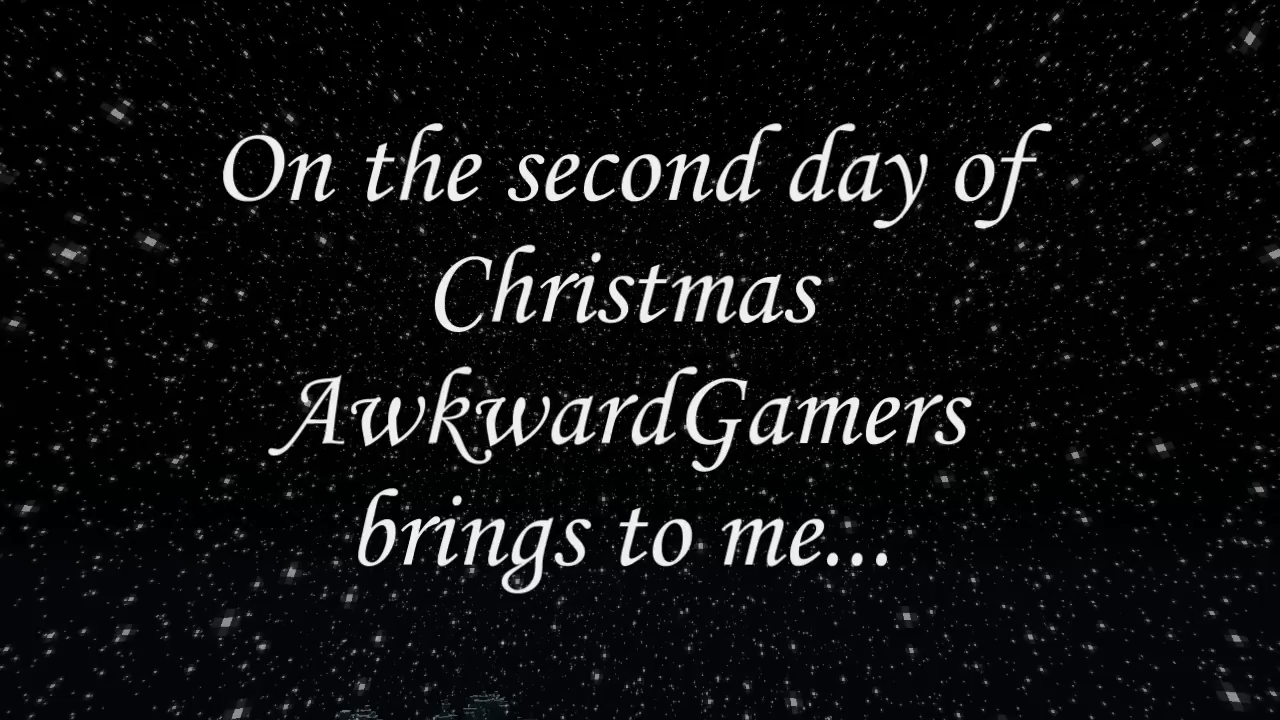 On the second day of
Christmas
AwkwardGamers
brings to me...